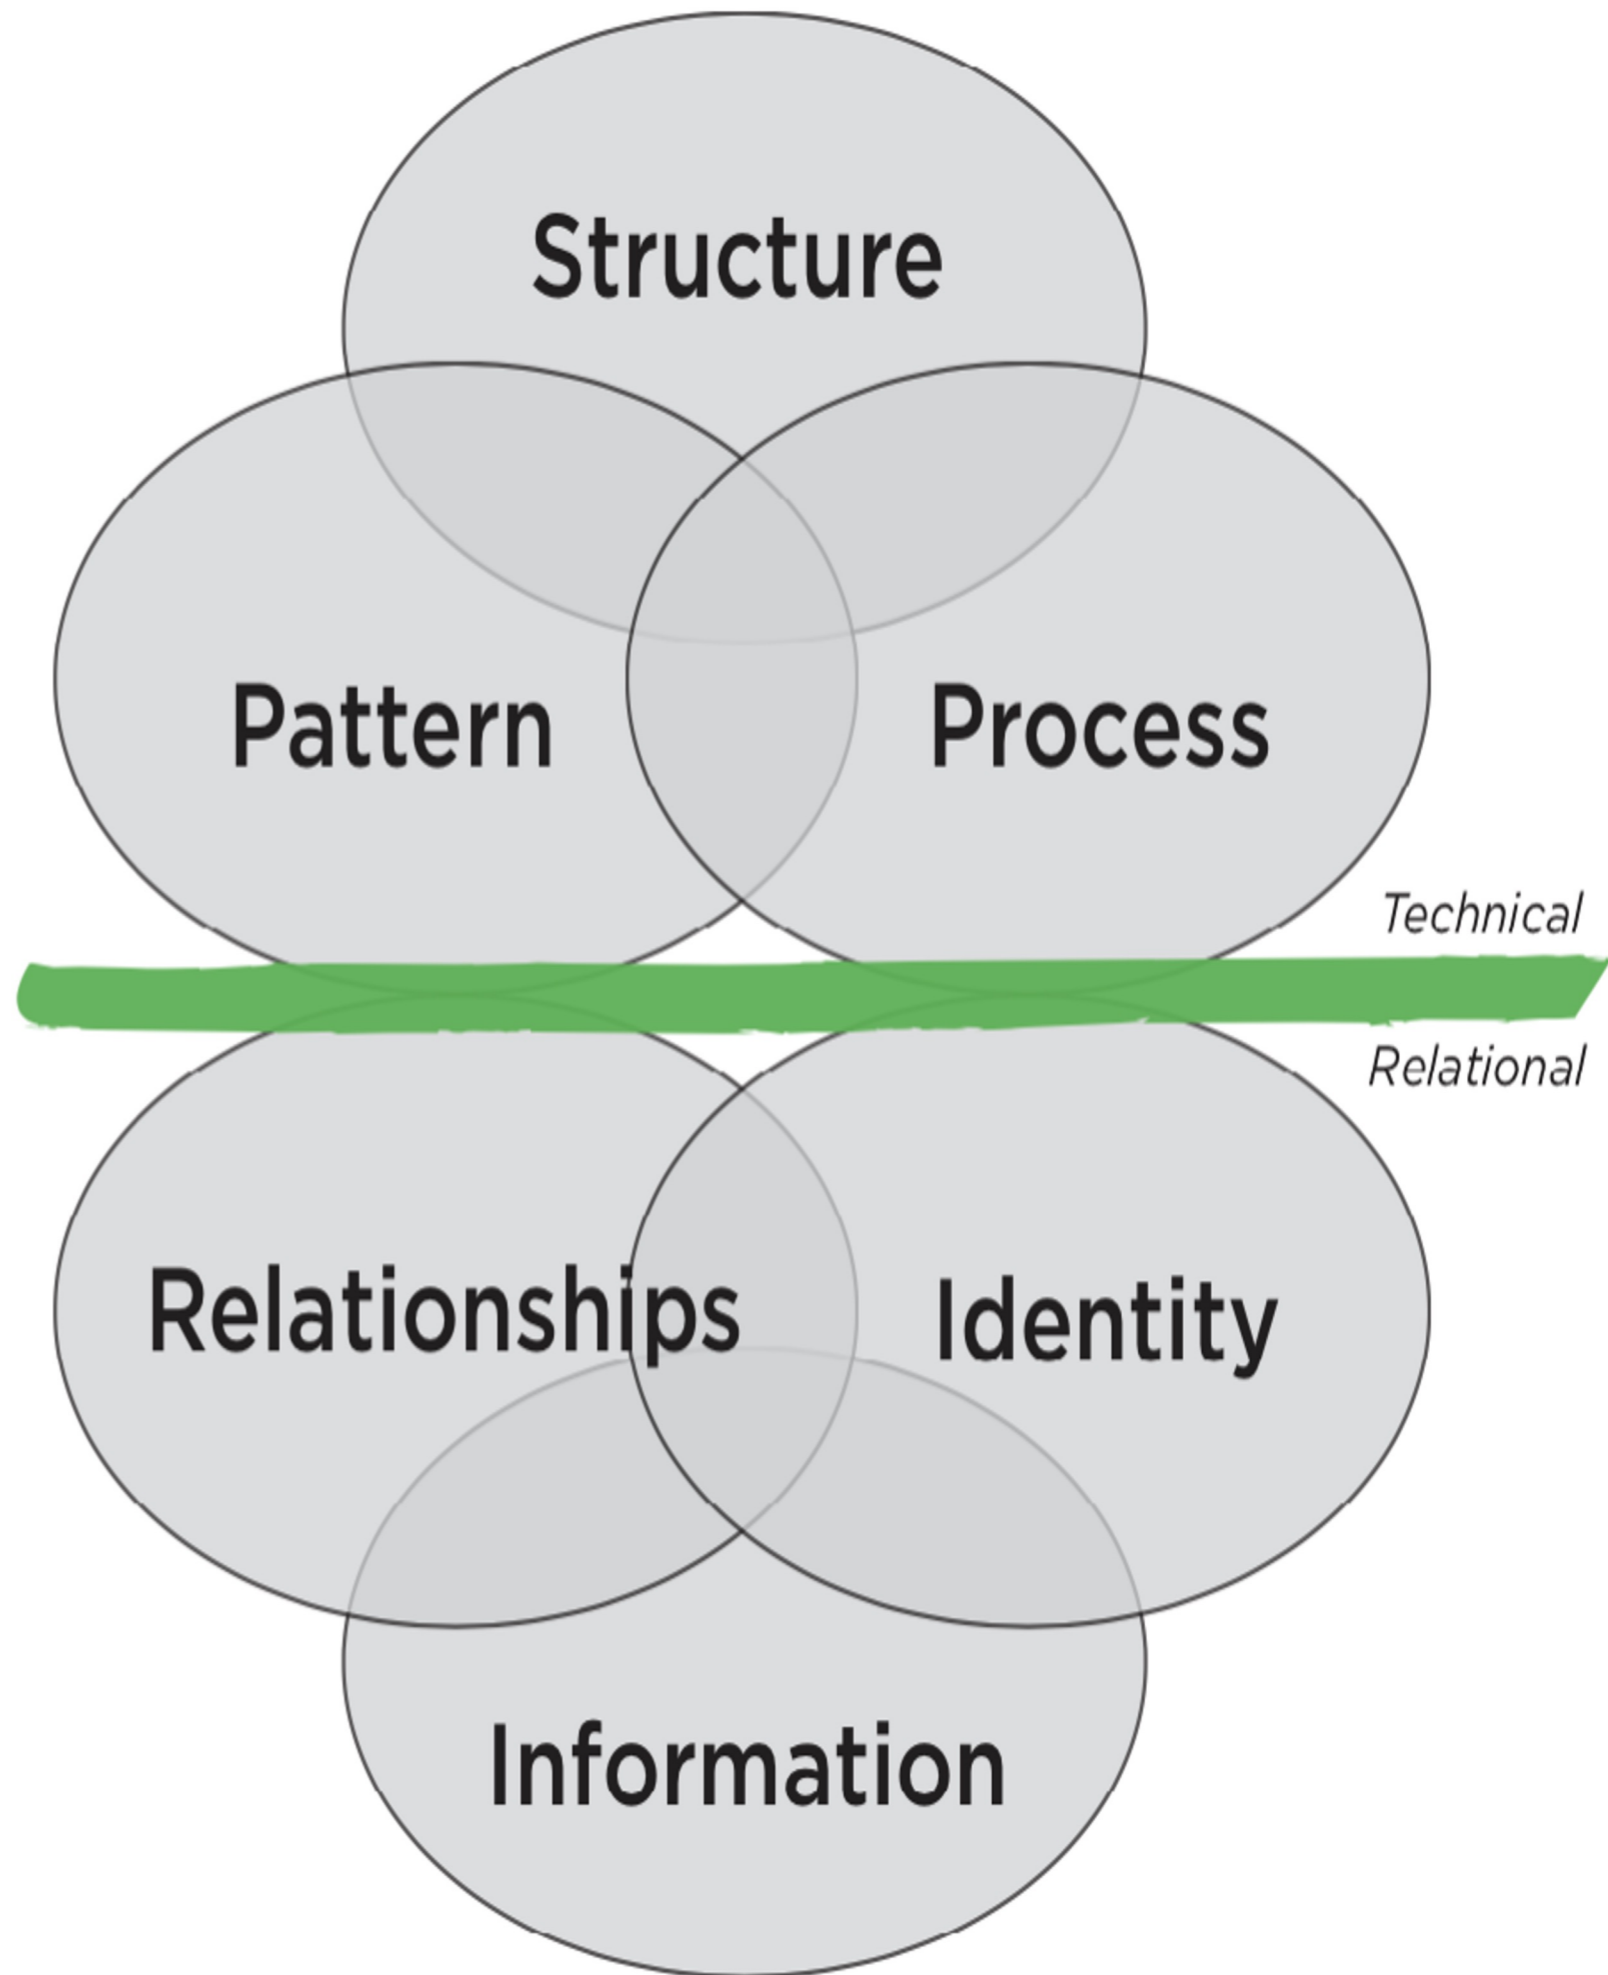 Structure
Pattern
Process
Technical
Relational
Relationships
Identity
Information